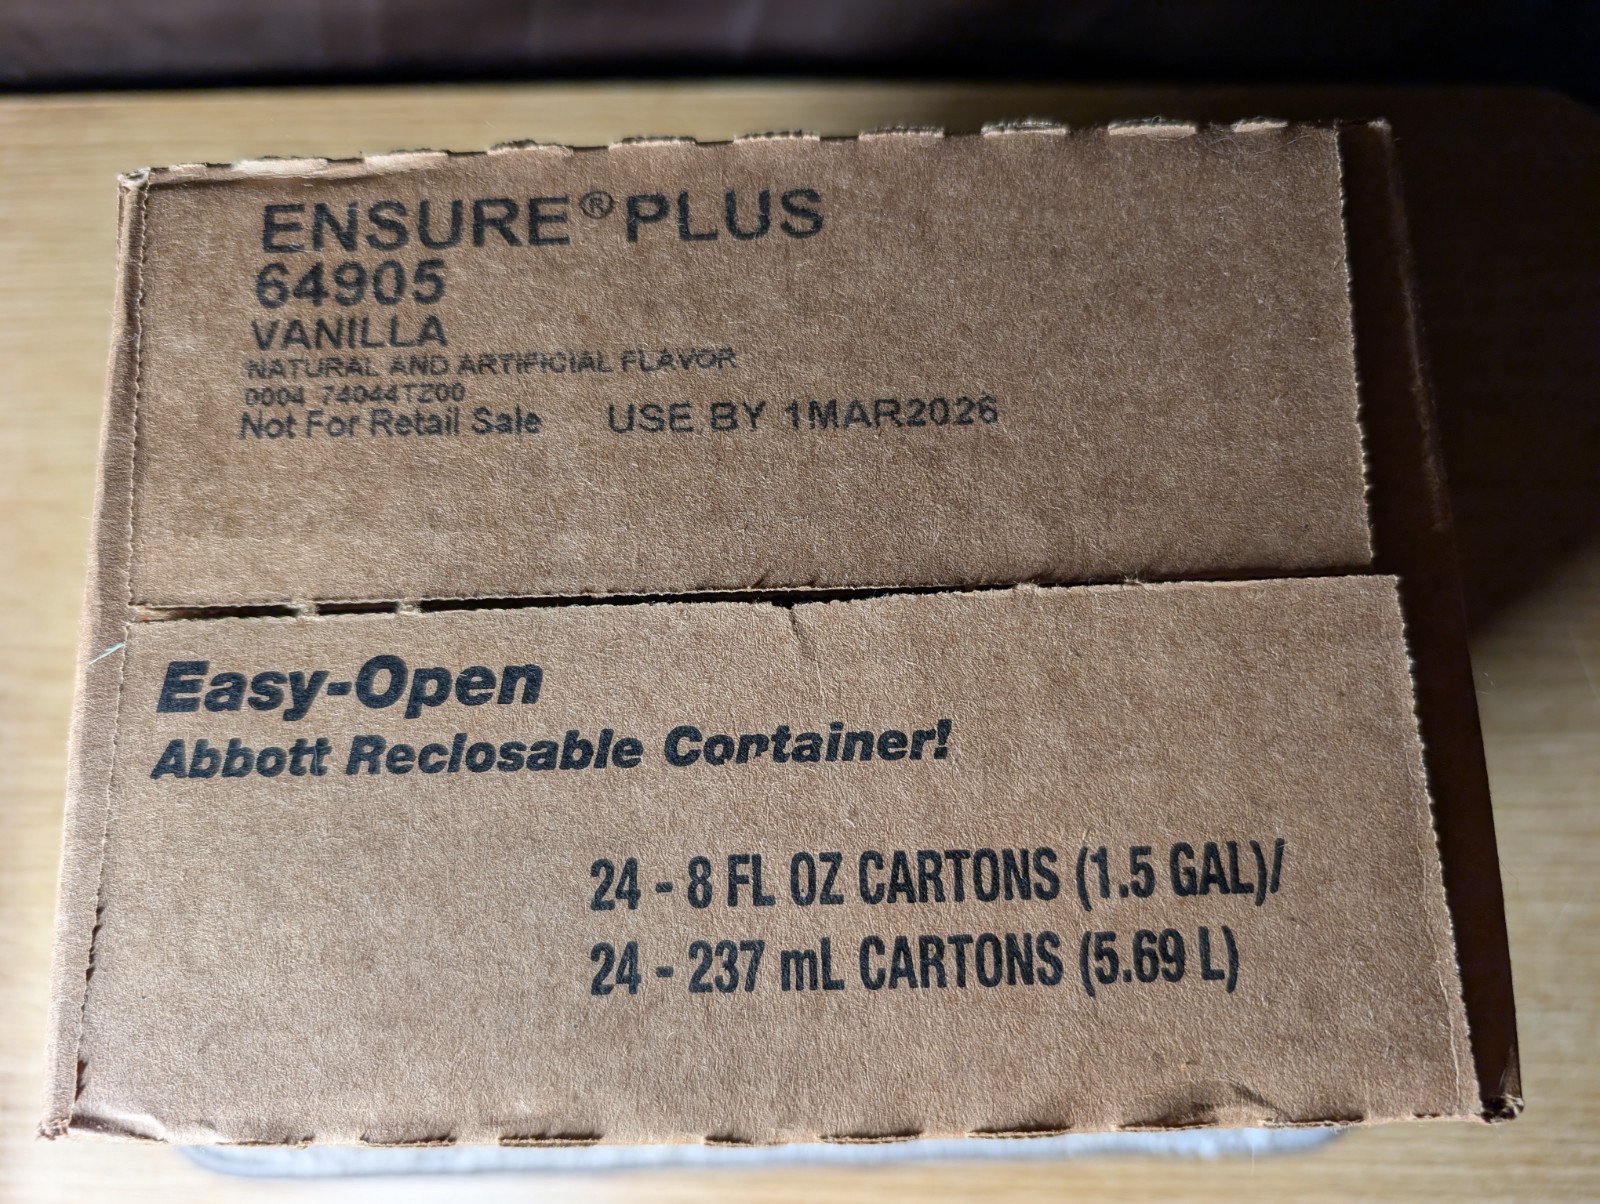 ENSURE® PLUS
64905
VANILLA
NATURAL AND ARTIFICIAL FLAVOR
0004 74044TZ00
Not For Retail Sale USE BY 1MAR2026
Easy-Open
Abbott Reclosable Container!
24 - 8 FL OZ CARTONS (1.5 GAL)/
24 - 237 mL CARTONS (5.69 L)